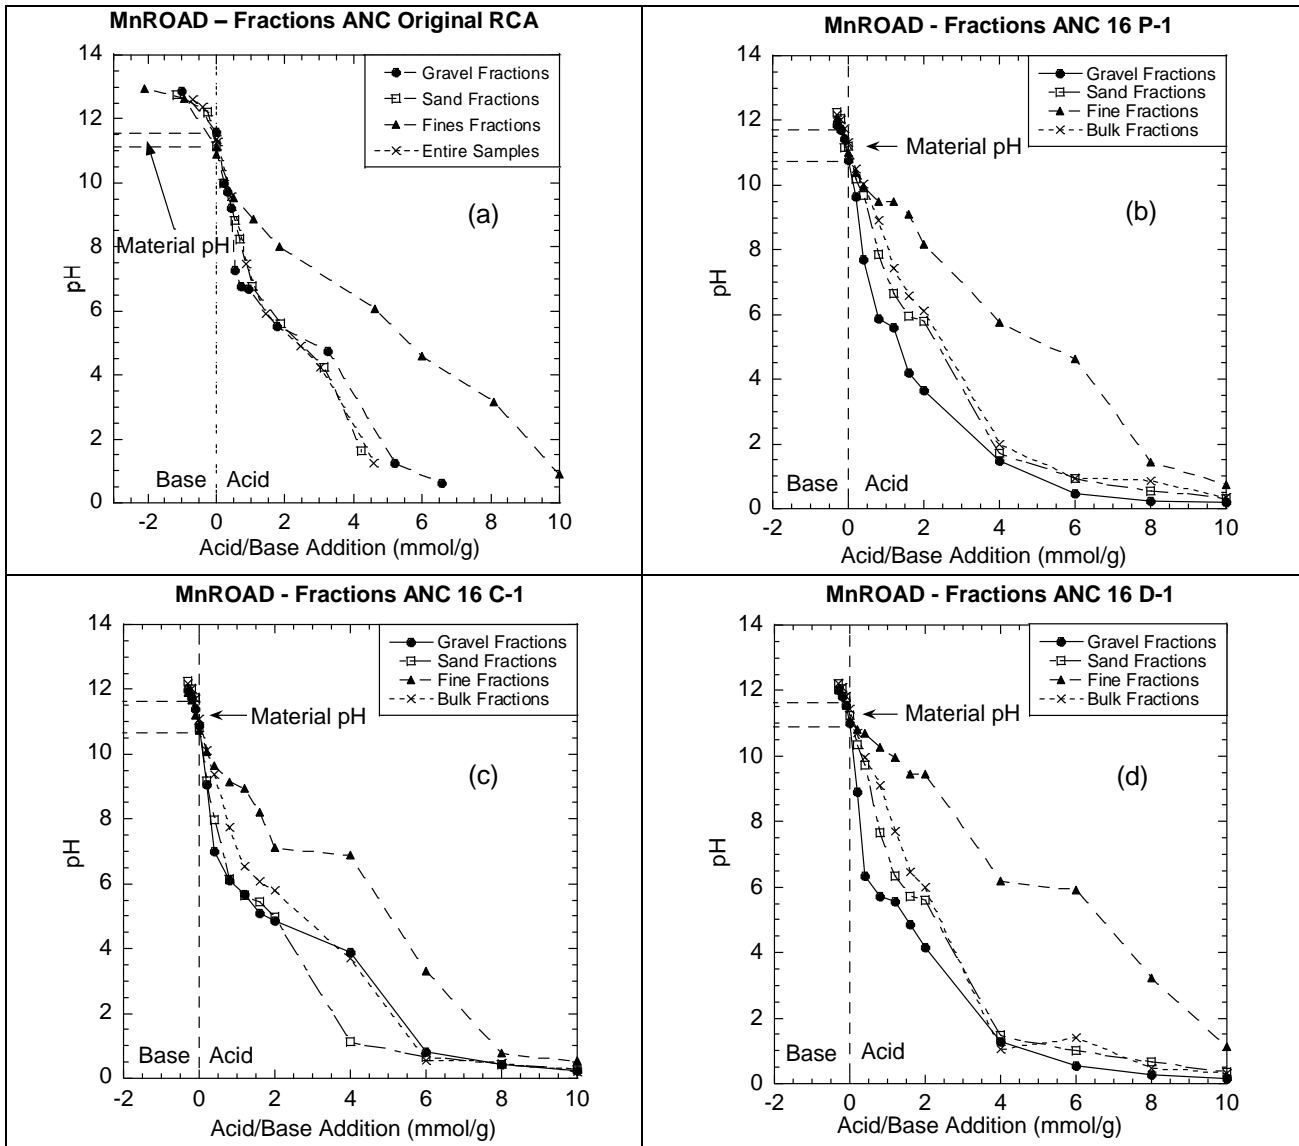 MnROAD – Fractions ANC Original RCA
14
12
10
8
6
4
2
0
pH
Gravel Fractions
Sand Fractions
Fines Fractions
Entire Samples
(a)
Material pH
Base
Acid
-2 0 2 4 6 8 10
Acid/Base Addition (mmol/g)
MnROAD - Fractions ANC 16 P-1
14
12
10
8
6
4
2
0
pH
Gravel Fractions
Sand Fractions
Fine Fractions
Bulk Fractions
Material pH
(b)
Base
Acid
-2 0 2 4 6 8 10
Acid/Base Addition (mmol/g)
MnROAD - Fractions ANC 16 C-1
14
12
10
8
6
4
2
0
pH
Gravel Fractions
Sand Fractions
Fine Fractions
Bulk Fractions
Material pH
(c)
Base
Acid
-2 0 2 4 6 8 10
Acid/Base Addition (mmol/g)
MnROAD - Fractions ANC 16 D-1
14
12
10
8
6
4
2
0
pH
Gravel Fractions
Sand Fractions
Fine Fractions
Bulk Fractions
Material pH
(d)
Base
Acid
-2 0 2 4 6 8 10
Acid/Base Addition (mmol/g)